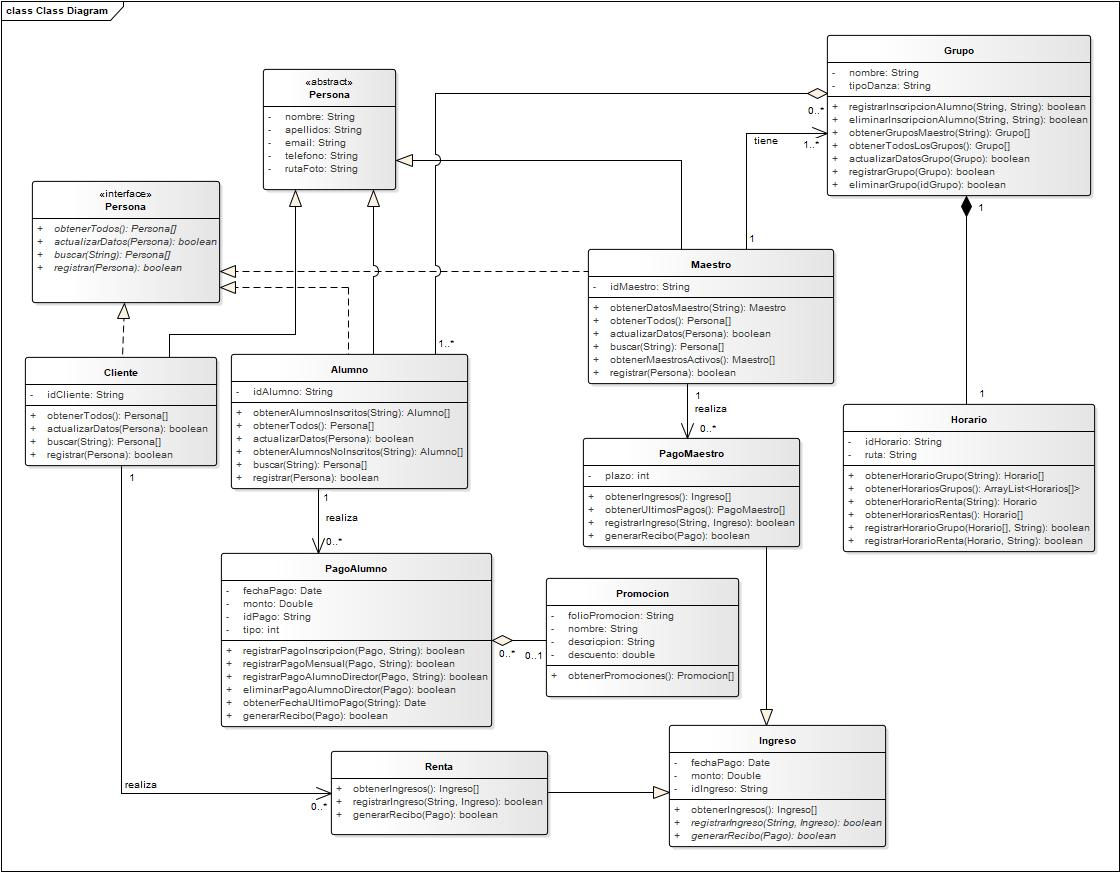 class Class Diagram
«abstract»
Persona
- nombre: String
- apellidos: String
- email: String
- telefono: String
- rutaFoto: String
«interface»
Persona
+ obtenerTodos(): Persona[]
+ actualizarDatos(Persona): boolean
+ buscar(String): Persona[]
+ registrar(Persona): boolean
Grupo
- nombre: String
- tipoDanza: String
+ registrarInscripcionAlumno(String, String): boolean
+ eliminarInscripcionAlumno(String, String): boolean
+ obtenerGruposMaestro(String): Grupo[]
+ obtenerTodosLosGrupos(): Grupo[]
+ actualizarDatosGrupo(Grupo): boolean
+ registrarGrupo(Grupo): boolean
+ eliminarGrupo(idGrupo): boolean
0..*
tiene
1..*
1
1
1..*
1
Maestro
- idMaestro: String
+ obtenerDatosMaestro(String): Maestro
+ obtenerTodos(): Persona[]
+ actualizarDatos(Persona): boolean
+ buscar(String): Persona[]
+ obtenerMaestrosActivos(): Maestro[]
+ registrar(Persona): boolean
Cliente
- idCliente: String
+ obtenerTodos(): Persona[]
+ actualizarDatos(Persona): boolean
+ buscar(String): Persona[]
+ registrar(Persona): boolean
Alumno
- idAlumno: String
+ obtenerAlumnosInscritos(String): Alumno[]
+ obtenerTodos(): Persona[]
+ actualizarDatos(Persona): boolean
+ obtenerAlumnosNoInscritos(String): Alumno[]
+ buscar(String): Persona[]
+ registrar(Persona): boolean
1
realiza
0..*
Horario
- idHorario: String
- ruta: String
+ obtenerHorarioGrupo(String): Horario[]
+ obtenerHorariosGrupos(): ArrayList<Horarios[]>
+ obtenerHorarioRenta(String): Horario
+ obtenerHorariosRentas(): Horario[]
+ registrarHorarioGrupo(Horario[], String): boolean
+ registrarHorarioRenta(Horario, String): boolean
PagoMaestro
- plazo: int
+ obtenerIngresos(): Ingreso[]
+ obtenerUltimosPagos(): PagoMaestro[]
+ registrarIngreso(String, Ingreso): boolean
+ generarRecibo(Pago): boolean
1
1
realiza
0..*
PagoAlumno
- fechaPago: Date
- monto: Double
- idPago: String
- tipo: int
+ registrarPagoInscripcion(Pago, String): boolean
+ registrarPagoMensual(Pago, String): boolean
+ registrarPagoAlumnoDirector(Pago, String): boolean
+ eliminarPagoAlumnoDirector(Pago): boolean
+ obtenerFechaUltimoPago(String): Date
+ generarRecibo(Pago): boolean
0..*
0..1
Promocion
- folioPromocion: String
- nombre: String
- descricpion: String
- descuento: double
+ obtenerPromociones(): Promocion[]
realiza
0..*
Renta
+ obtenerIngresos(): Ingreso[]
+ registrarIngreso(String, Ingreso): boolean
+ generarRecibo(Pago): boolean
Ingreso
- fechaPago: Date
- monto: Double
- idIngreso: String
+ obtenerIngresos(): Ingreso[]
+ registrarIngreso(String, Ingreso): boolean
+ generarRecibo(Pago): boolean